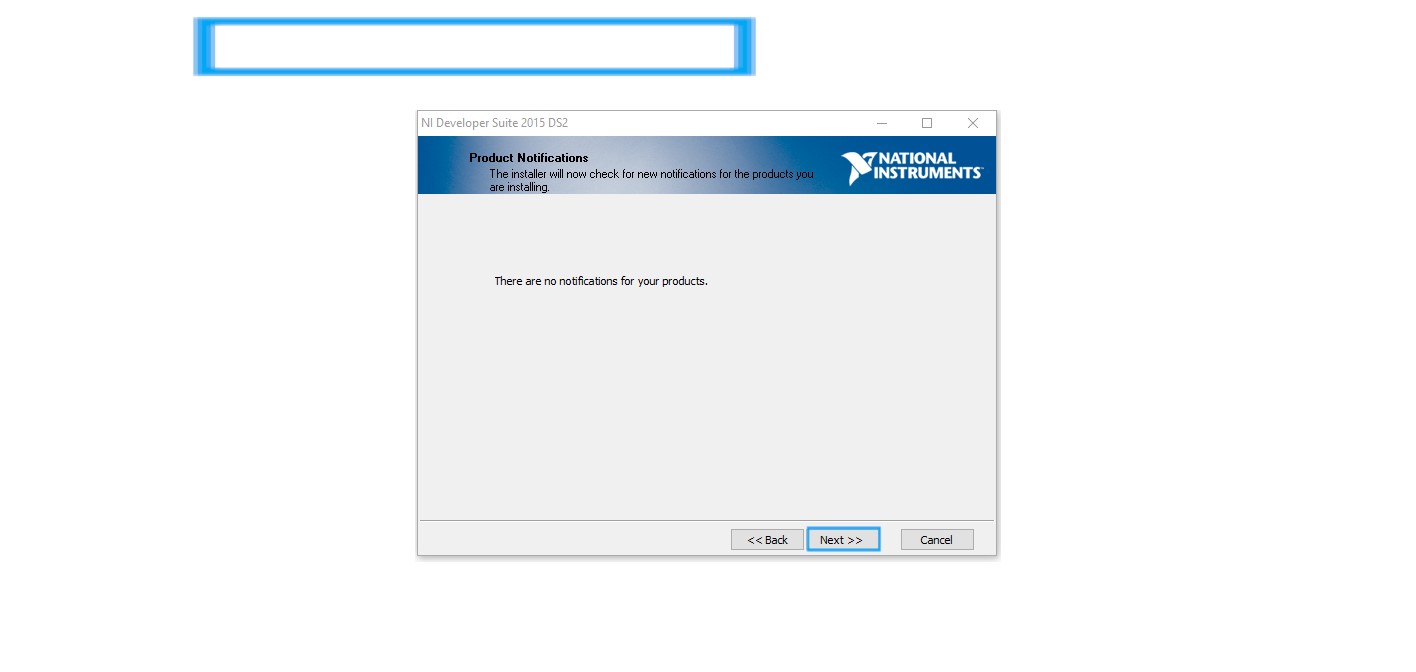 NI Developer Suite 2015 DS2
Product Notifications
The installer will now check for new notifications for the products you
are installing.
NATIONAL
INSTRUMENTS
There are no notifications for your products.
<< Back
Next >>
Cancel